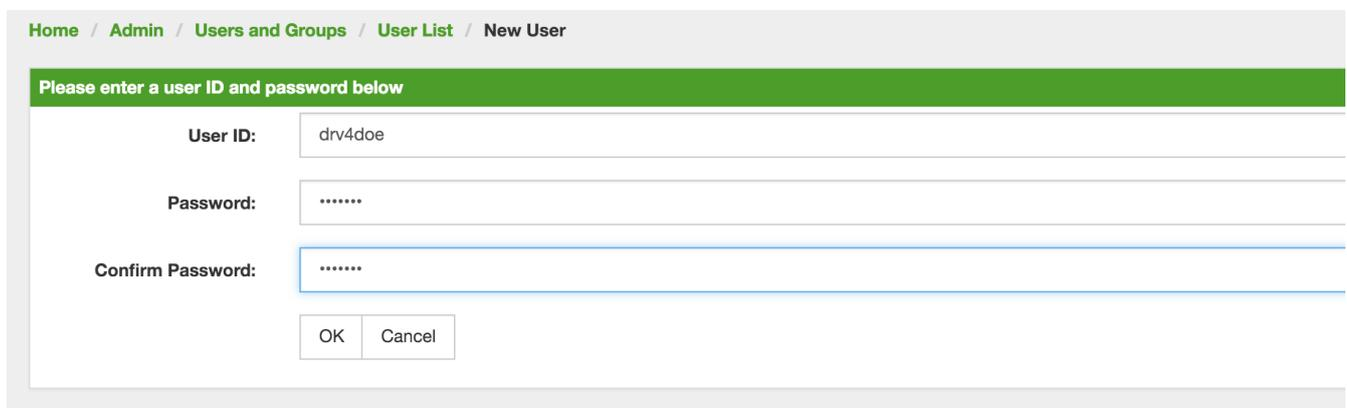 Home / Admin / Users and Groups / User List / New User
Please enter a user ID and password below
User ID: drv4doe
Password: •••••••
Confirm Password: •••••••
OK Cancel